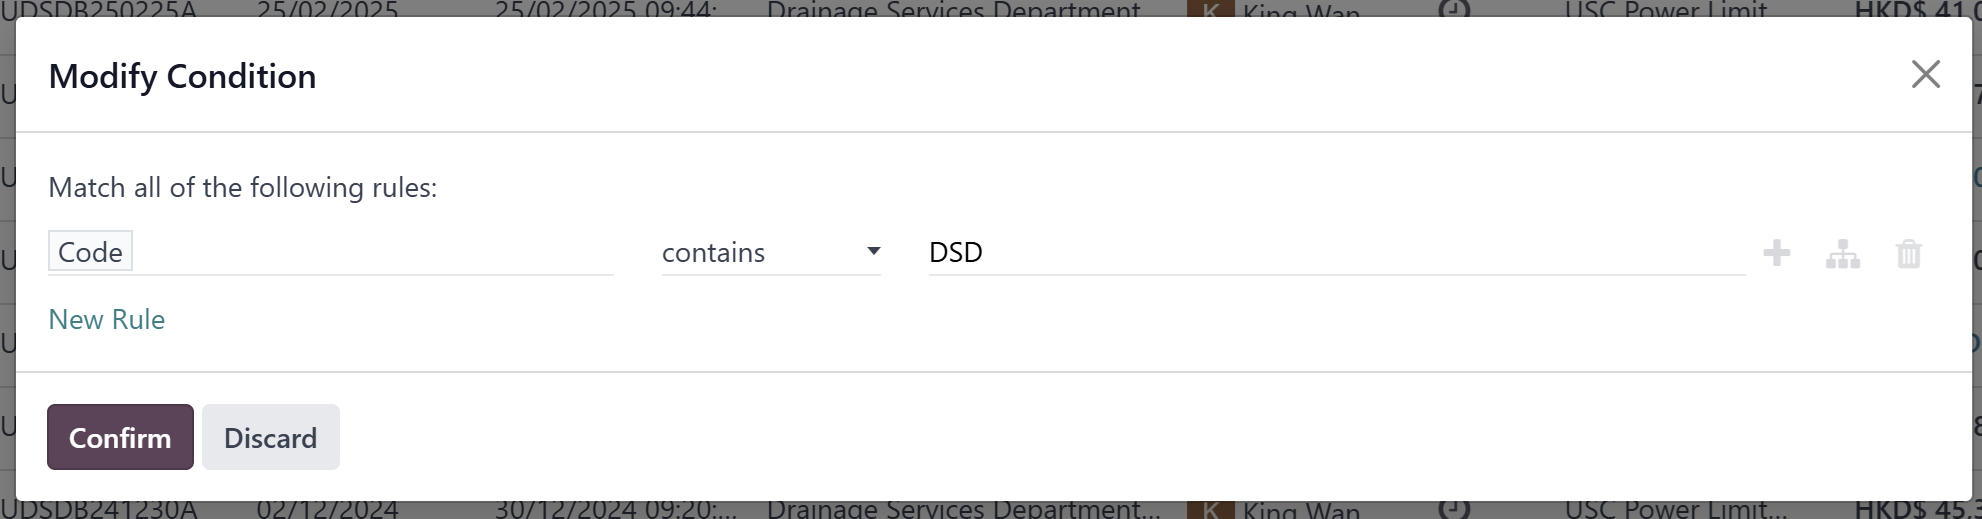 UDSDB250225A 25/02/2025 25/02/2025 09:44: Drainage Services Department K King Wan USC Power Limit... HKD$ 41,0
Modify Condition
Match all of the following rules:
Code contains DSD
New Rule
Confirm Discard
UDSDB241230A 02/12/2024 30/12/2024 09:20:... Drainage Services Department... K King Wan USC Power Limit... HKD$ 45,3